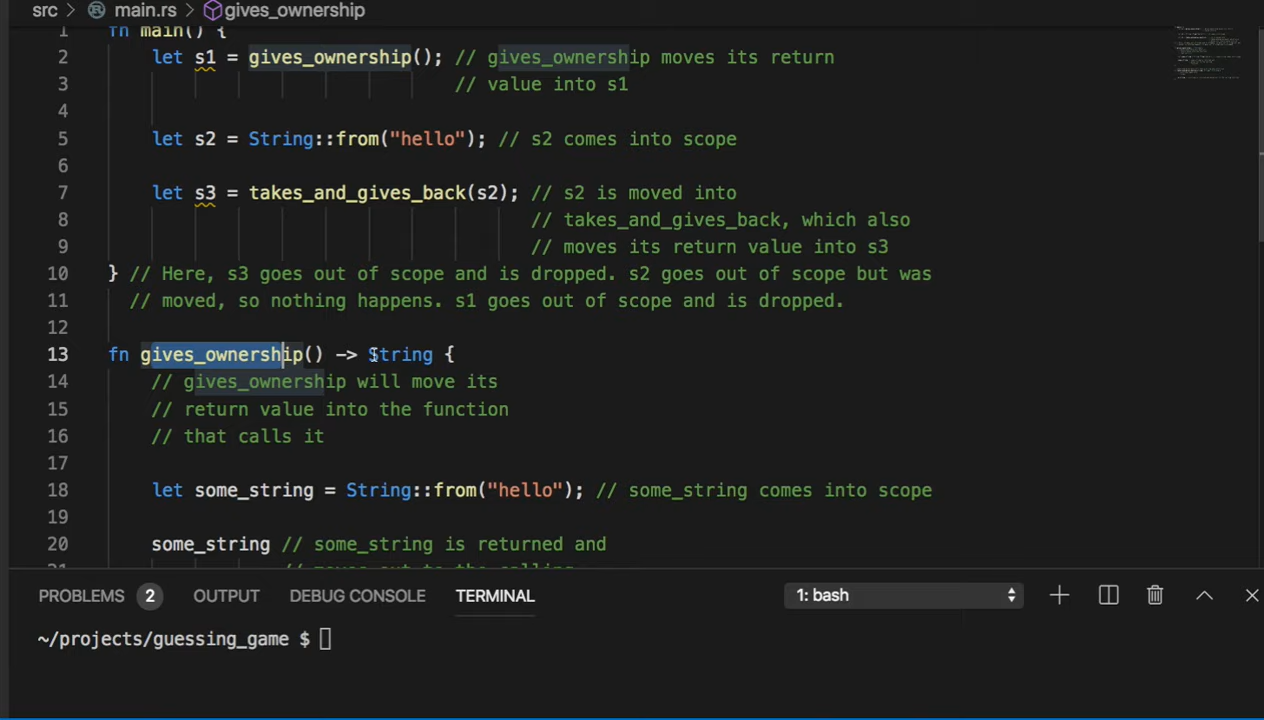 src > main.rs > gives_ownership
1 fn main() {
2 let s1 = gives_ownership(); // gives_ownership moves its return
3 // value into s1
4
5 let s2 = String::from("hello"); // s2 comes into scope
6
7 let s3 = takes_and_gives_back(s2); // s2 is moved into
8 // takes_and_gives_back, which also
9 // moves its return value into s3
10 } // Here, s3 goes out of scope and is dropped. s2 goes out of scope but was
11 // moved, so nothing happens. s1 goes out of scope and is dropped.
12
13 fn gives_ownership() -> String {
14 // gives_ownership will move its
15 // return value into the function
16 // that calls it
17
18 let some_string = String::from("hello"); // some_string comes into scope
19
20 some_string // some_string is returned and
21 // moves out to the calling
PROBLEMS 2 OUTPUT DEBUG CONSOLE TERMINAL 1: bash
~/projects/guessing_game $